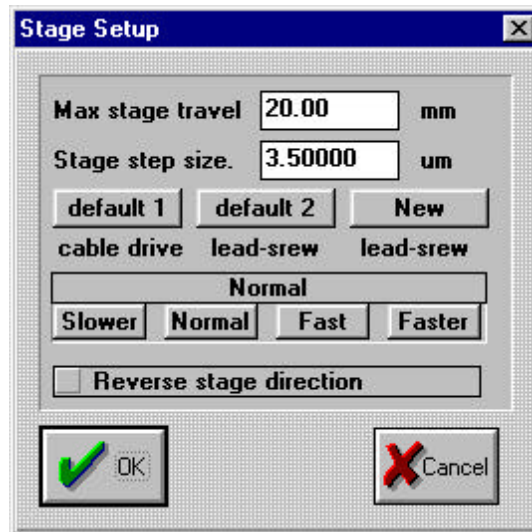 Stage Setup
Max stage travel 20.00 mm
Stage step size. 3.50000 um
default 1 default 2 New
cable drive lead-srew lead-srew
Normal
Slower Normal Fast Faster
Reverse stage direction
OK Cancel